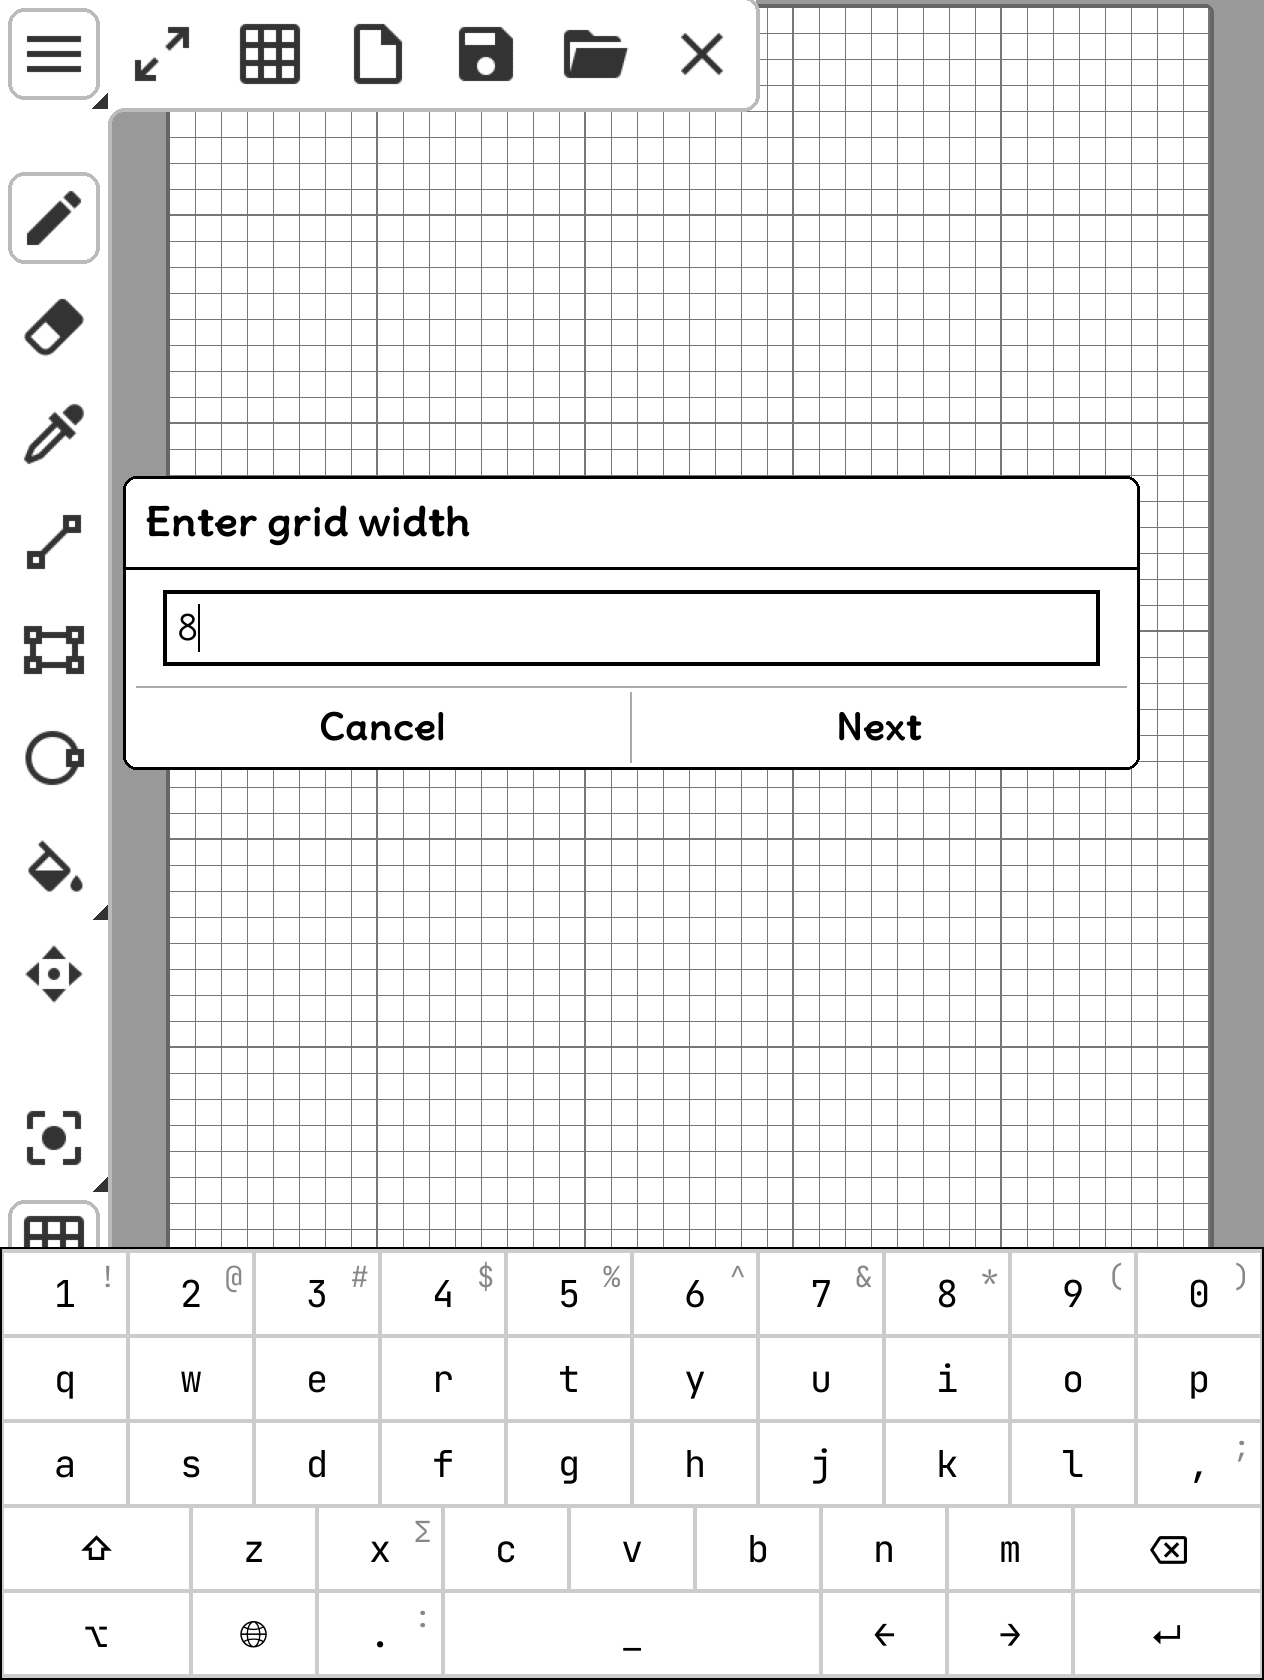 Enter grid width
8
Cancel Next
1 ! 2 @ 3 # 4 $ 5 % 6 ^ 7 & 8 * 9 ( 0 )
q w e r t y u i o p
a s d f g h j k l , ;
z x Σ c v b n m
. : _